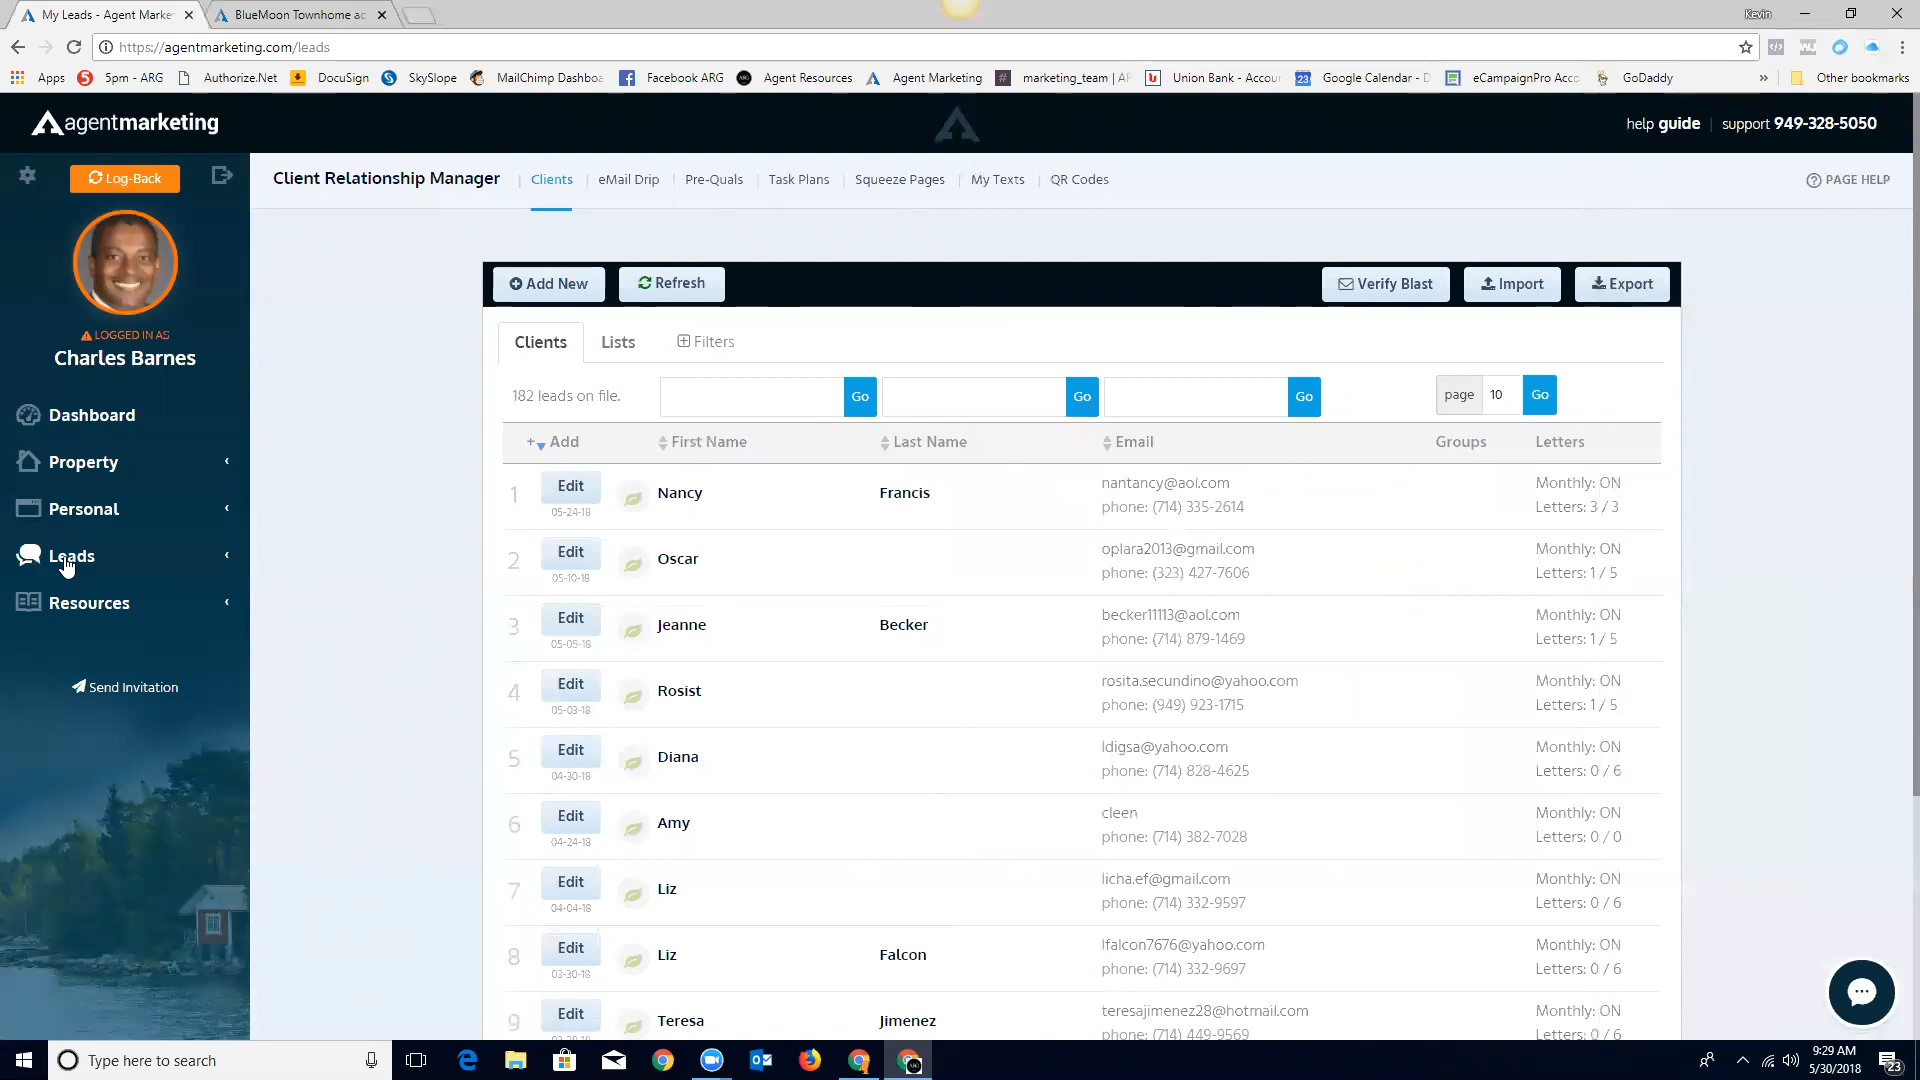 My Leads - Agent Marke
BlueMoon Townhome ac
Kevin
https://agentmarketing.com/leads
Apps
5pm - ARG
Authorize.Net
DocuSign
SkySlope
MailChimp Dashbo
Facebook ARG
Agent Resources
Agent Marketing
marketing_team | AR
Union Bank - Accou
Google Calendar - D
eCampaignPro Acc
GoDaddy
»
Other bookmarks
agentmarketing
help guide | support 949-328-5050
Log-Back
LOGGED IN AS
Charles Barnes
Dashboard
Property
Personal
Leads
Resources
Send Invitation
Client Relationship Manager | Clients | eMail Drip | Pre-Quals | Task Plans | Squeeze Pages | My Texts | QR Codes
PAGE HELP
Add New
Refresh
Verify Blast
Import
Export
Clients
Lists
Filters
182 leads on file.
Go
Go
Go
page 10 Go
+ Add First Name Last Name Email Groups Letters
1 Edit Nancy Francis nantancy@aol.com Monthly: ON
05-24-18 phone: (714) 335-2614 Letters: 3 / 3
2 Edit Oscar oplara2013@gmail.com Monthly: ON
05-10-18 phone: (323) 427-7606 Letters: 1 / 5
3 Edit Jeanne Becker becker11113@aol.com Monthly: ON
05-05-18 phone: (714) 879-1469 Letters: 1 / 5
4 Edit Rosist rosita.secundino@yahoo.com Monthly: ON
05-03-18 phone: (949) 923-1715 Letters: 1 / 5
5 Edit Diana ldigsa@yahoo.com Monthly: ON
04-30-18 phone: (714) 828-4625 Letters: 0 / 6
6 Edit Amy cleen Monthly: ON
04-24-18 phone: (714) 382-7028 Letters: 0 / 0
7 Edit Liz licha.ef@gmail.com Monthly: ON
04-04-18 phone: (714) 332-9597 Letters: 0 / 6
8 Edit Liz Falcon lfalcon7676@yahoo.com Monthly: ON
03-30-18 phone: (714) 332-9697 Letters: 0 / 6
9 Edit Teresa Jimenez teresajimenez28@hotmail.com Monthly: ON
phone: (714) 449-9569 Letters: 0 / 6
Type here to search
9:29 AM
5/30/2018
23